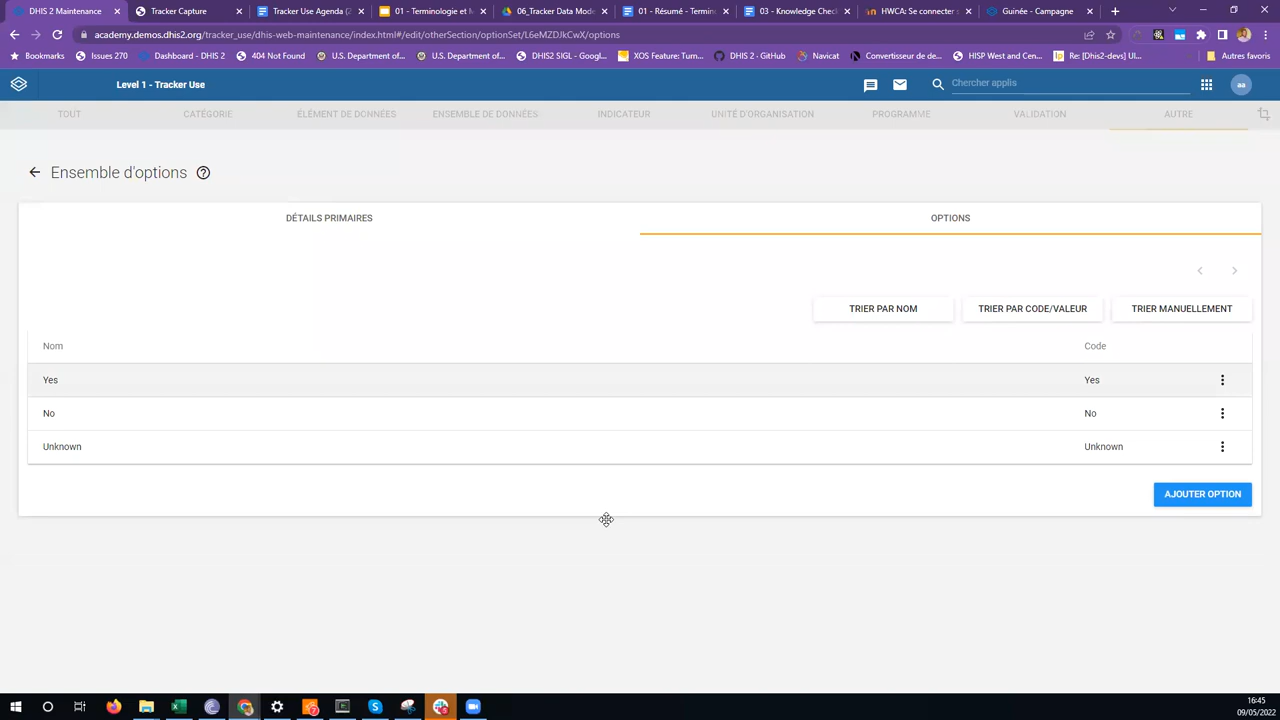 DHIS 2 Maintenance
Tracker Capture
Tracker Use Agenda (2
01 - Terminologie et M
06_Tracker Data Mode
01 - Résumé - Termin
03 - Knowledge Check
HWCA: Se connecter s
Guinée - Campagne
academy.demos.dhis2.org/tracker_use/dhis-web-maintenance/index.html#/edit/otherSection/optionSet/L6eMZDJkCwX/options
Bookmarks
Issues 270
Dashboard - DHIS 2
404 Not Found
U.S. Department of...
U.S. Department of...
DHIS2 SIGL - Googl...
XOS Feature: Tum...
DHIS 2 · GitHub
Navicat
Convertisseur de de...
HISP West and Cen...
Re: [Dhis2-devs] UI...
Autres favoris
Level 1 - Tracker Use
Chercher applis
aa
TOUT
CATÉGORIE
ÉLÉMENT DE DONNÉES
ENSEMBLE DE DONNÉES
INDICATEUR
UNITÉ D'ORGANISATION
PROGRAMME
VALIDATION
AUTRE
Ensemble d'options
DÉTAILS PRIMAIRES
OPTIONS
TRIER PAR NOM
TRIER PAR CODE/VALEUR
TRIER MANUELLEMENT
Nom
Code
Yes
Yes
No
No
Unknown
Unknown
AJOUTER OPTION
16:45
09/05/2022